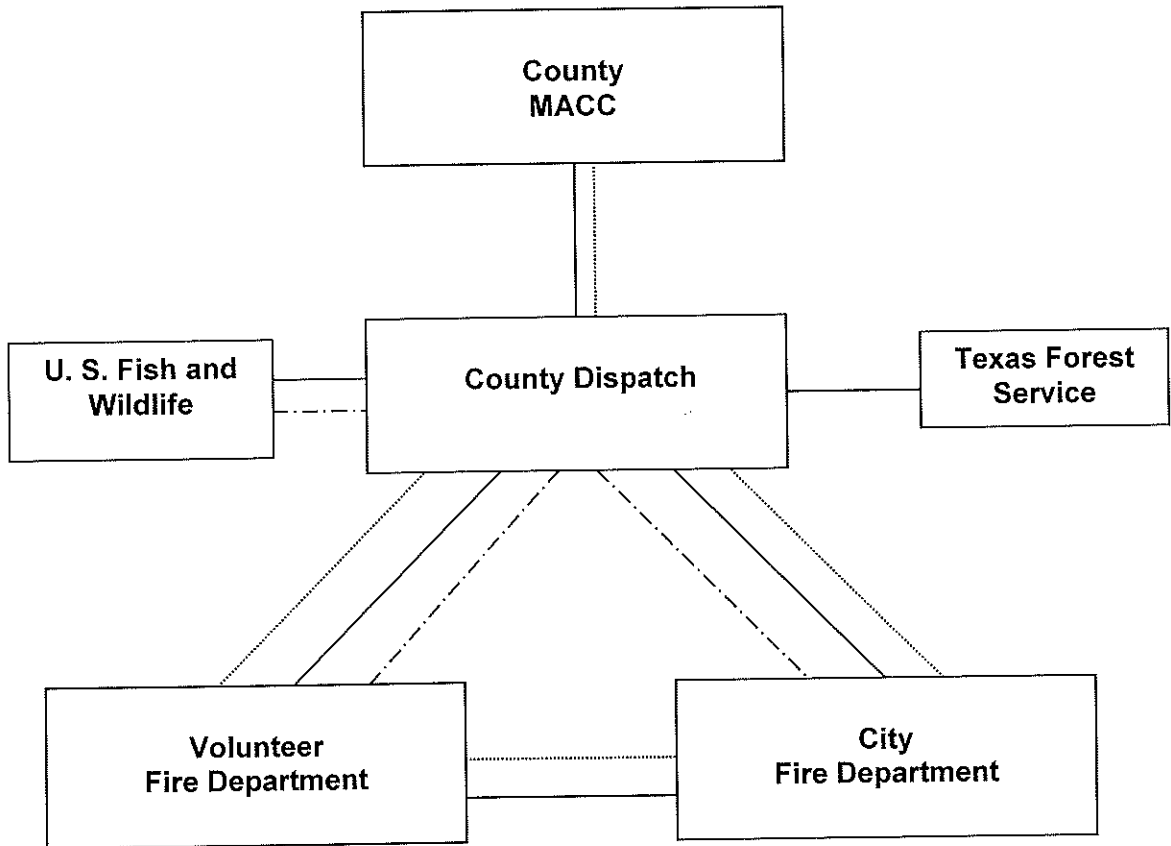 County
MACC
U. S. Fish and
Wildlife
County Dispatch
Texas Forest
Service
Volunteer
Fire Department
City
Fire Department